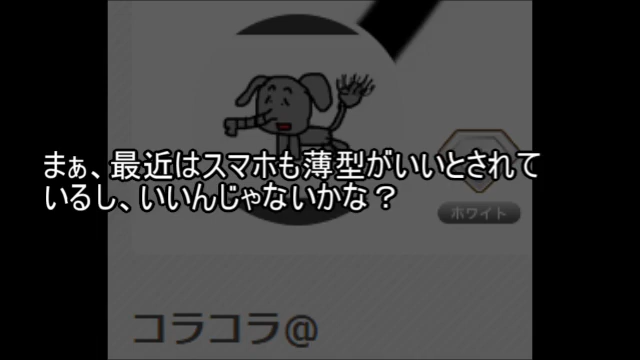 まぁ、最近はスマホも薄型がいいとされて
いるし、いいんじゃないかな？
ホワイト
コラコラ@